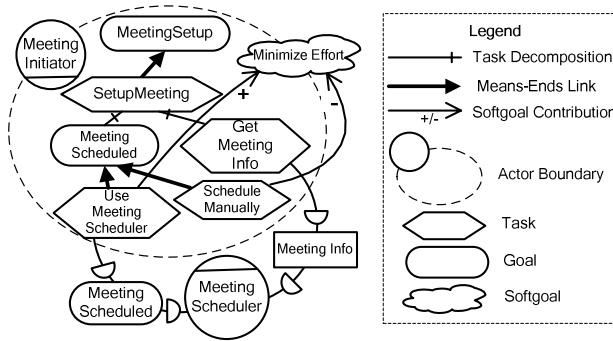 Meeting
Initiator
MeetingSetup
Minimize Effort
SetupMeeting
+
-
Meeting
Scheduled
Get
Meeting
Info
Use
Meeting
Scheduler
Schedule
Manually
Meeting Info
Meeting
Scheduled
Meeting
Scheduler
Legend
Task Decomposition
Means-Ends Link
+/-
Softgoal Contribution
Actor Boundary
Task
Goal
Softgoal